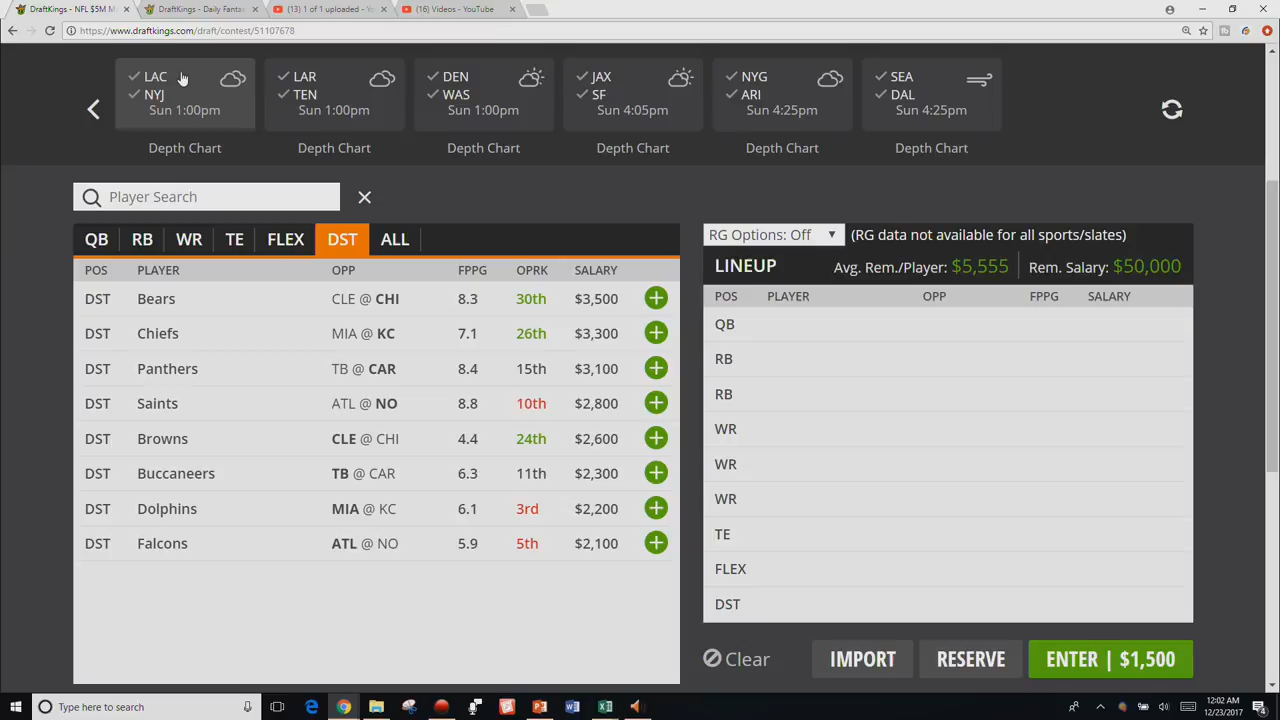 DraftKings - NFL $5M M
DraftKings - Daily Fanta
(13) 1 of 1 uploaded - Yo
(16) Videos - YouTube
https://www.draftkings.com/draft/contest/51107678
LAC
NYJ
Sun 1:00pm
Depth Chart
LAR
TEN
Sun 1:00pm
Depth Chart
DEN
WAS
Sun 1:00pm
Depth Chart
JAX
SF
Sun 4:05pm
Depth Chart
NYG
ARI
Sun 4:25pm
Depth Chart
SEA
DAL
Sun 4:25pm
Depth Chart
Player Search
QB RB WR TE FLEX DST ALL
POS PLAYER OPP FPPG OPRK SALARY
DST Bears CLE @ CHI 8.3 30th $3,500
DST Chiefs MIA @ KC 7.1 26th $3,300
DST Panthers TB @ CAR 8.4 15th $3,100
DST Saints ATL @ NO 8.8 10th $2,800
DST Browns CLE @ CHI 4.4 24th $2,600
DST Buccaneers TB @ CAR 6.3 11th $2,300
DST Dolphins MIA @ KC 6.1 3rd $2,200
DST Falcons ATL @ NO 5.9 5th $2,100
RG Options: Off (RG data not available for all sports/slates)
LINEUP Avg. Rem./Player: $5,555 Rem. Salary: $50,000
POS PLAYER OPP FPPG SALARY
QB
RB
RB
WR
WR
WR
TE
FLEX
DST
Clear IMPORT RESERVE ENTER | $1,500
Type here to search
12:02 AM
12/23/2017